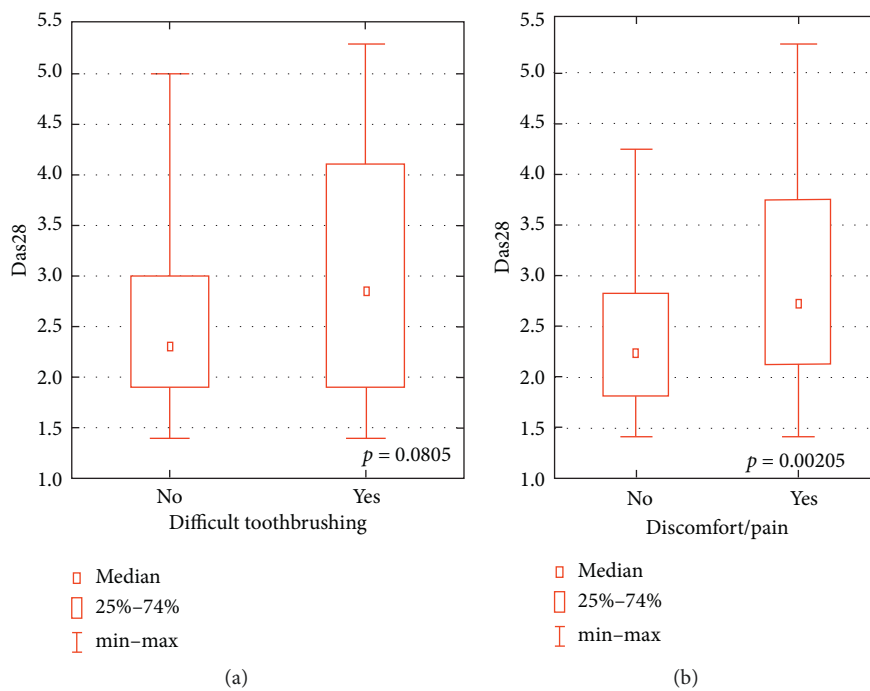 5.5
5.0
4.5
4.0
3.5
3.0
2.5
2.0
1.5
1.0
Das28
p = 0.0805
No Yes
Difficult toothbrushing
Median
25%–74%
min–max
(a)
5.5
5.0
4.5
4.0
3.5
3.0
2.5
2.0
1.5
1.0
Das28
p = 0.00205
No Yes
Discomfort/pain
Median
25%–74%
min–max
(b)